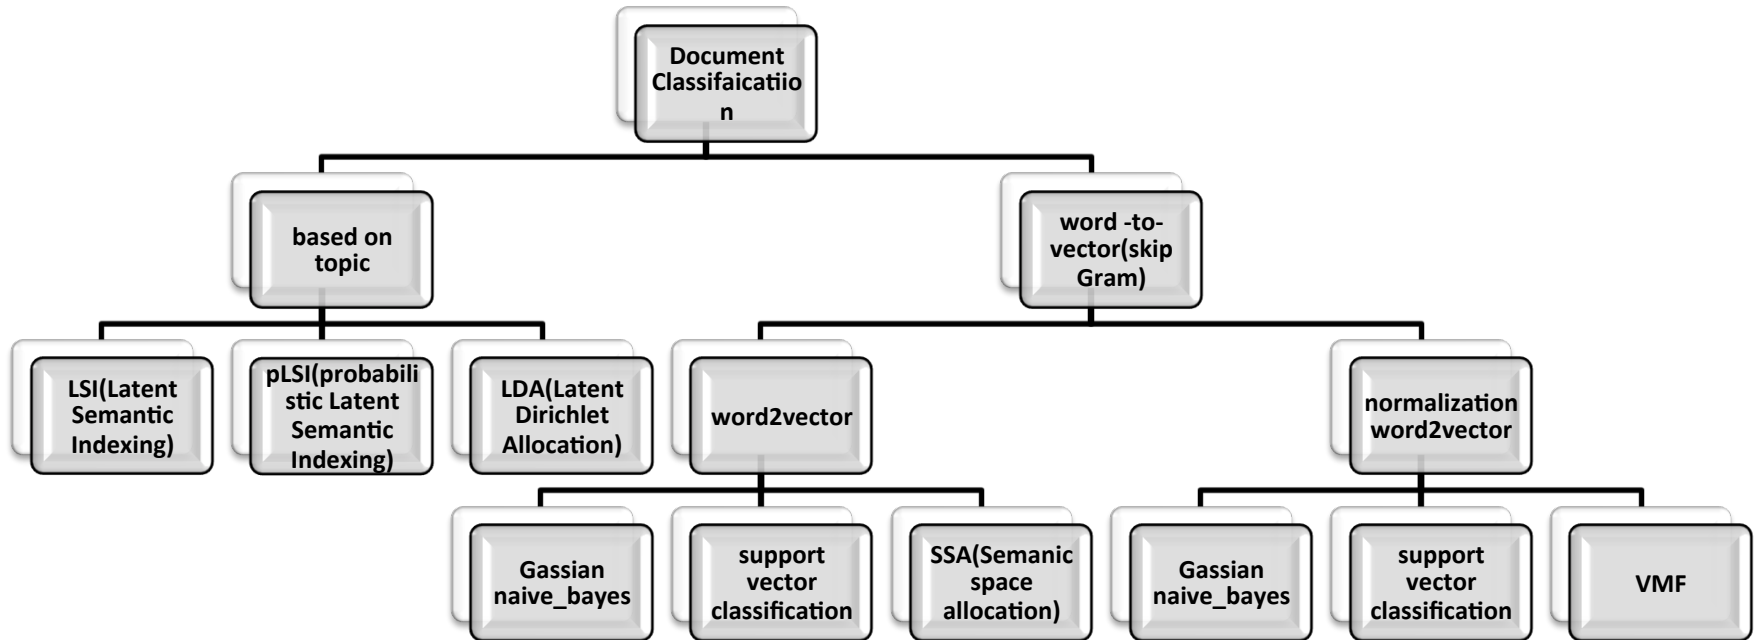 Document
Classifaicatiio
n
based on
topic
word -to-
vector(skip
Gram)
LSI(Latent
Semantic
Indexing)
pLSI(probabili
stic Latent
Semantic
Indexing)
LDA(Latent
Dirichlet
Allocation)
word2vector
normalization
word2vector
Gassian
naive_bayes
support
vector
classification
SSA(Semanic
space
allocation)
Gassian
naive_bayes
support
vector
classification
VMF